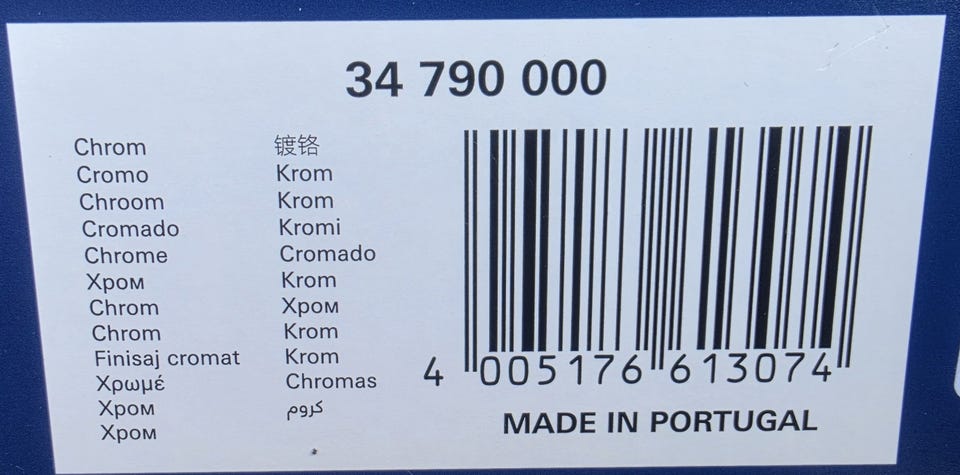 34 790 000
Chrom
Cromo
Chroom
Cromado
Chrome
Хром
Chrom
Chrom
Finisaj cromat
Χρωμέ
Хром
Хром
镀铬
Krom
Krom
Kromi
Cromado
Krom
Хром
Krom
Krom
Chromas
كروم
4 005176 613074
MADE IN PORTUGAL